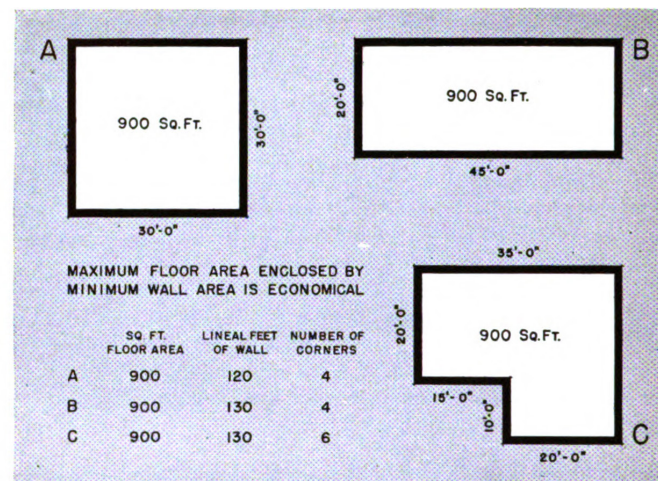 A
900 SQ. FT.
30'-0"
30'-0"
B
900 SQ. FT.
20'-0"
45'-0"
MAXIMUM FLOOR AREA ENCLOSED BY
MINIMUM WALL AREA IS ECONOMICAL
SQ. FT. LINEAL FEET NUMBER OF
FLOOR AREA OF WALL CORNERS
A 900 120 4
B 900 130 4
C 900 130 6
35'-0"
20'-0"
900 SQ. FT.
15'-0"
10'-0"
20'-0"
C